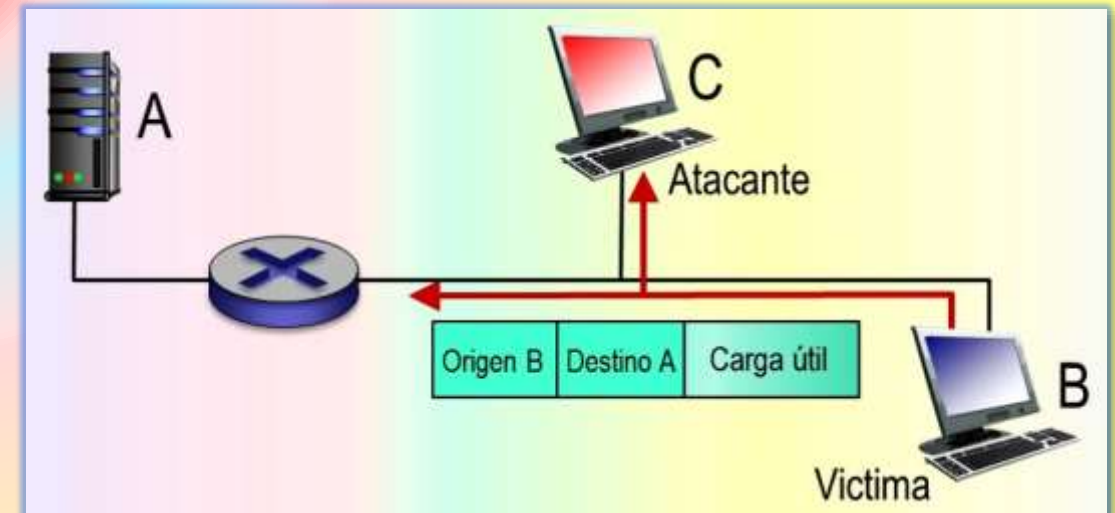 A
C
Atacante
Origen B
Destino A
Carga útil
B
Victima